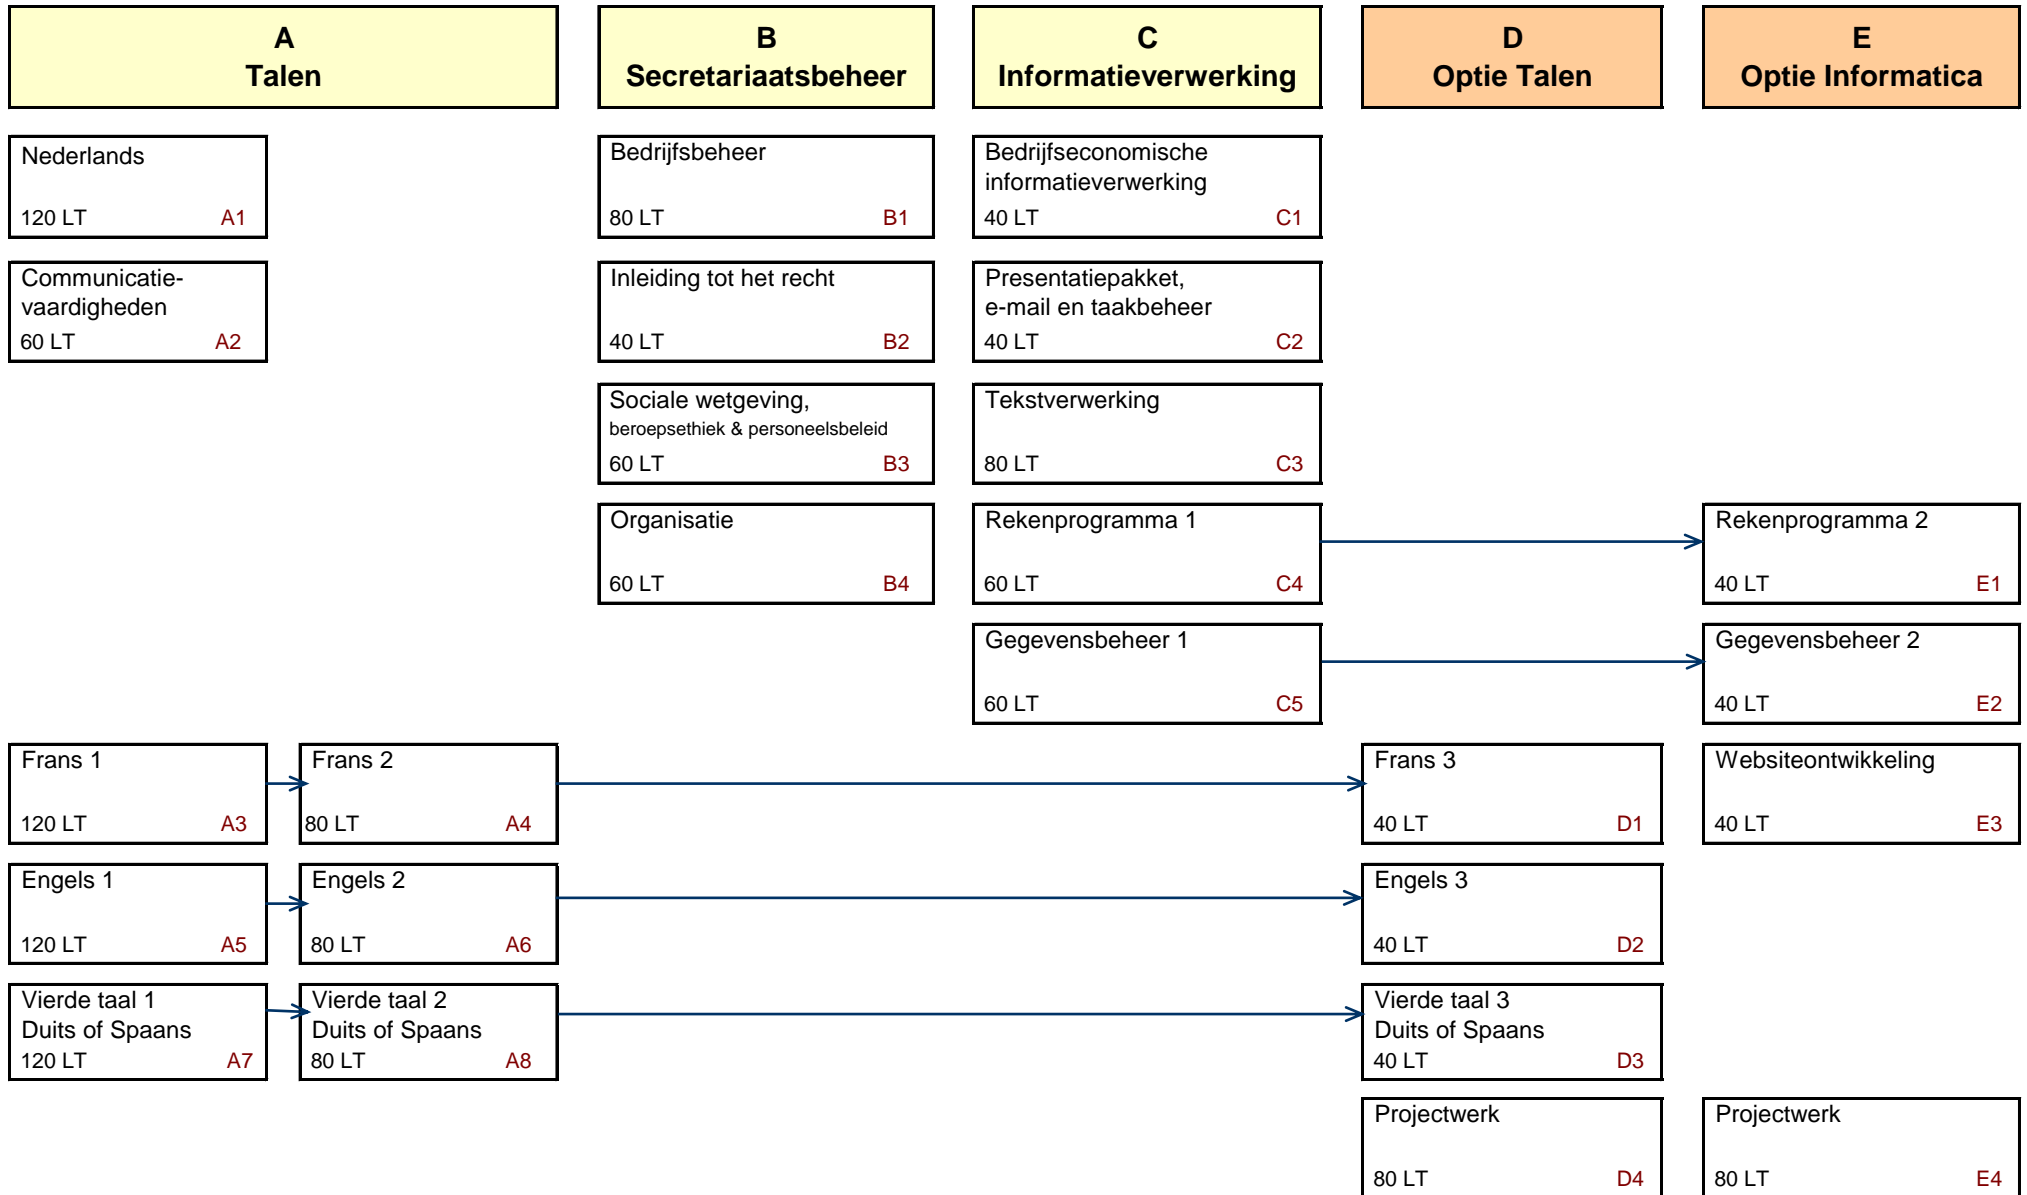 A
Talen
B
Secretariaatsbeheer
C
Informatieverwerking
D
Optie Talen
E
Optie Informatica
Nederlands
120 LT A1
Bedrijfsbeheer
80 LT B1
Bedrijfseconomische
informatieverwerking
40 LT C1
Communicatie-
vaardigheden
60 LT A2
Inleiding tot het recht
40 LT B2
Presentatiepakket,
e-mail en taakbeheer
40 LT C2
Sociale wetgeving,
beroepsethiek & personeelsbeleid
60 LT B3
Tekstverwerking
80 LT C3
Organisatie
60 LT B4
Rekenprogramma 1
60 LT C4
Rekenprogramma 2
40 LT E1
Gegevensbeheer 1
60 LT C5
Gegevensbeheer 2
40 LT E2
Frans 1
120 LT A3
Frans 2
80 LT A4
Frans 3
40 LT D1
Websiteontwikkeling
40 LT E3
Engels 1
120 LT A5
Engels 2
80 LT A6
Engels 3
40 LT D2
Vierde taal 1
Duits of Spaans
120 LT A7
Vierde taal 2
Duits of Spaans
80 LT A8
Vierde taal 3
Duits of Spaans
40 LT D3
Projectwerk
80 LT D4
Projectwerk
80 LT E4